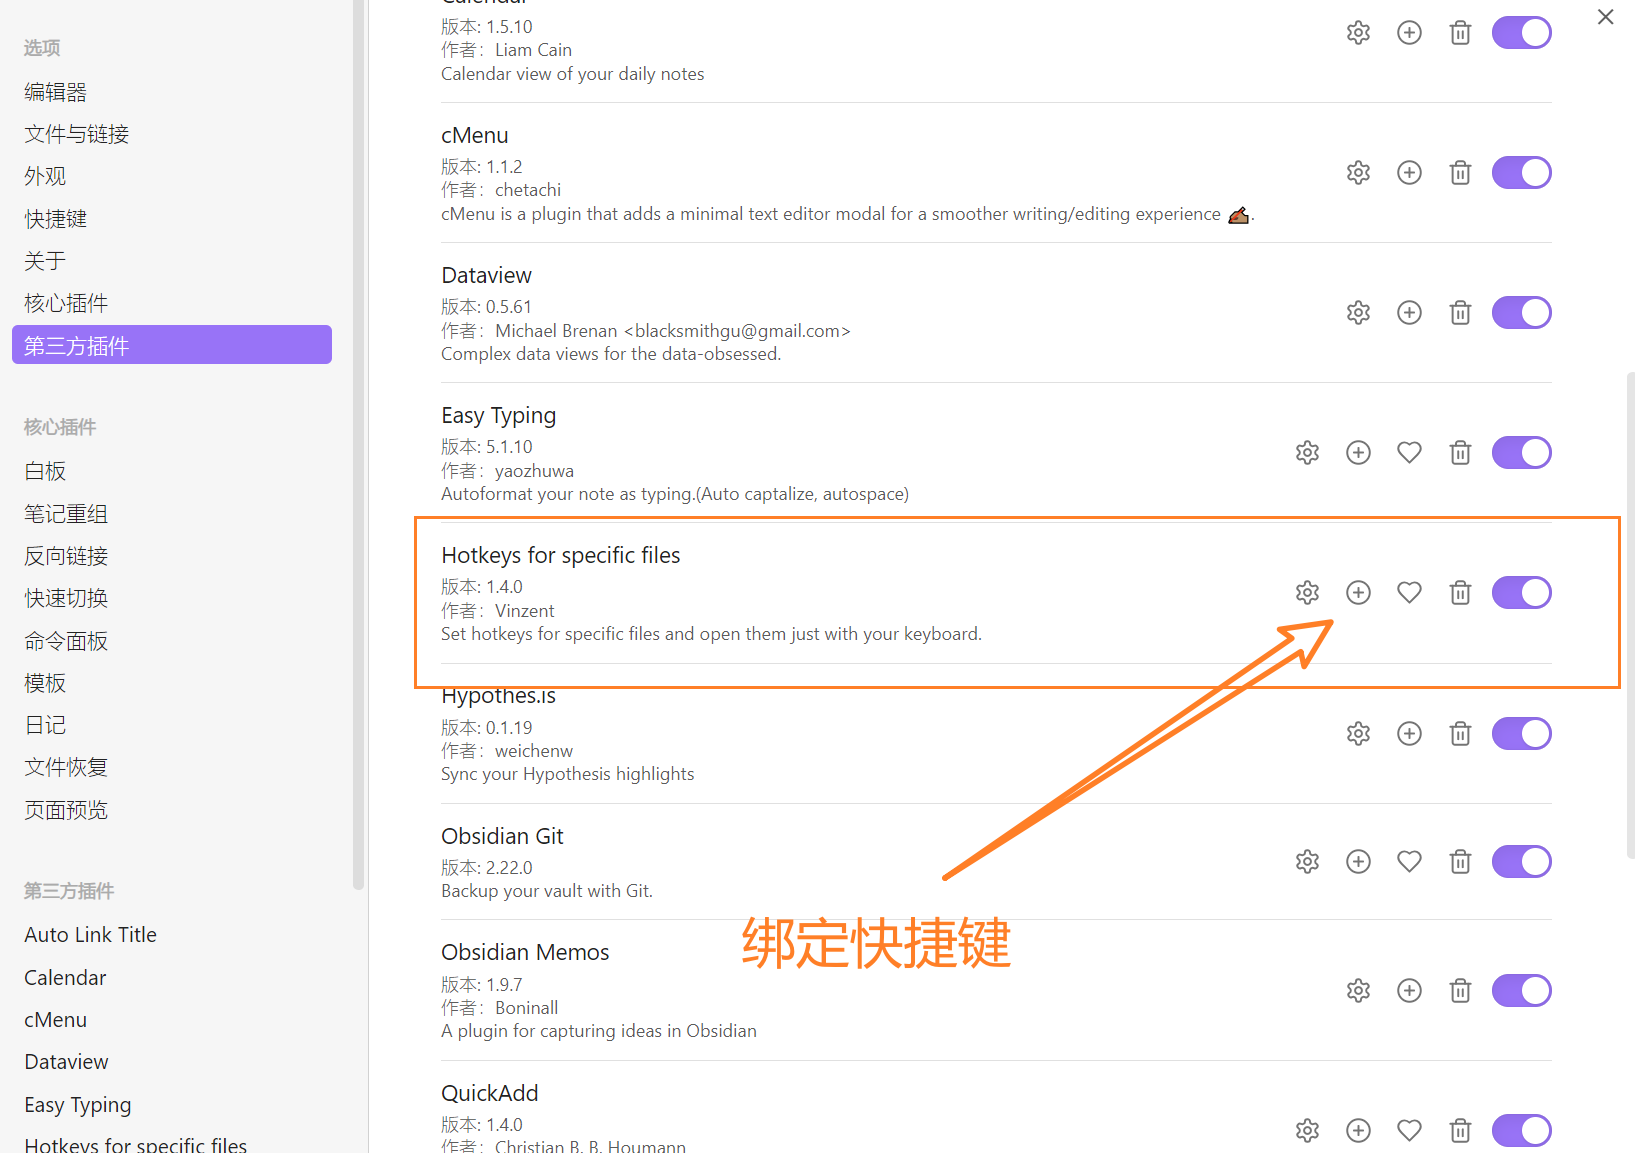 选项
编辑器
文件与链接
外观
快捷键
关于
核心插件
第三方插件
核心插件
白板
笔记重组
反向链接
快速切换
命令面板
模板
日记
文件恢复
页面预览
第三方插件
Auto Link Title
Calendar
cMenu
Dataview
Easy Typing
Hotkeys for specific files
Calendar
版本: 1.5.10
作者: Liam Cain
Calendar view of your daily notes
cMenu
版本: 1.1.2
作者: chetachi
cMenu is a plugin that adds a minimal text editor modal for a smoother writing/editing experience ✍🏾.
Dataview
版本: 0.5.61
作者: Michael Brenan <blacksmithgu@gmail.com>
Complex data views for the data-obsessed.
Easy Typing
版本: 5.1.10
作者: yaozhuwa
Autoformat your note as typing.(Auto captalize, autospace)
Hotkeys for specific files
版本: 1.4.0
作者: Vinzent
Set hotkeys for specific files and open them just with your keyboard.
Hypothes.is
版本: 0.1.19
作者: weichenw
Sync your Hypothesis highlights
Obsidian Git
版本: 2.22.0
Backup your vault with Git.
绑定快捷键
Obsidian Memos
版本: 1.9.7
作者: Boninall
A plugin for capturing ideas in Obsidian
QuickAdd
版本: 1.4.0
作者: Christian B. B. Houmann